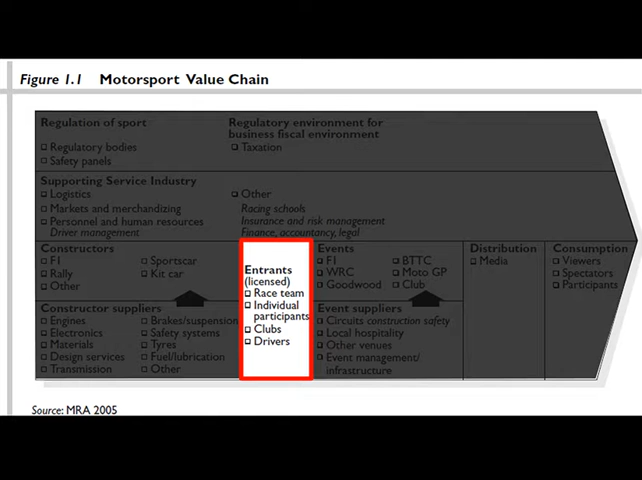 Figure 1.1 Motorsport Value Chain
Regulation of sport
Regulatory bodies
Safety panels
Regulatory environment for
business fiscal environment
Taxation
Supporting Service Industry
Logistics
Markets and merchandizing
Personnel and human resources
Driver management
Other
Racing schools
Insurance and risk management
Finance, accountancy, legal
Constructors
F1
Rally
Other
Sportscar
Kit car
Constructor suppliers
Engines
Electronics
Materials
Design services
Transmission
Brakes/suspension
Safety systems
Tyres
Fuel/lubrication
Other
Entrants
(licensed)
Race team
Individual
participants
Clubs
Drivers
Events
F1
WRC
Goodwood
BTTC
Moto GP
Club
Event suppliers
Circuits construction safety
Local hospitality
Other venues
Event management/
infrastructure
Distribution
Media
Consumption
Viewers
Spectators
Participants
Source: MRA 2005